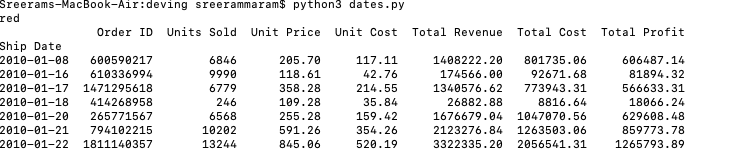 Sreerams-MacBook-Air:deving sreerammaram$ python3 dates.py
red
Order ID Units Sold Unit Price Unit Cost Total Revenue Total Cost Total Profit
Ship Date
2010-01-08 600590217 6846 205.70 117.11 1408222.20 801735.06 606487.14
2010-01-16 610336994 9990 118.61 42.76 174566.00 92671.68 81894.32
2010-01-17 1471295618 6779 358.28 214.55 1340576.62 773943.31 566633.31
2010-01-18 414268958 246 109.28 35.84 26882.88 8816.64 18066.24
2010-01-20 265771567 6568 255.28 159.42 1676679.04 1047070.56 629608.48
2010-01-21 794102215 10202 591.26 354.26 2123276.84 1263503.06 859773.78
2010-01-22 1811140357 13244 845.06 520.19 3322335.20 2056541.31 1265793.89